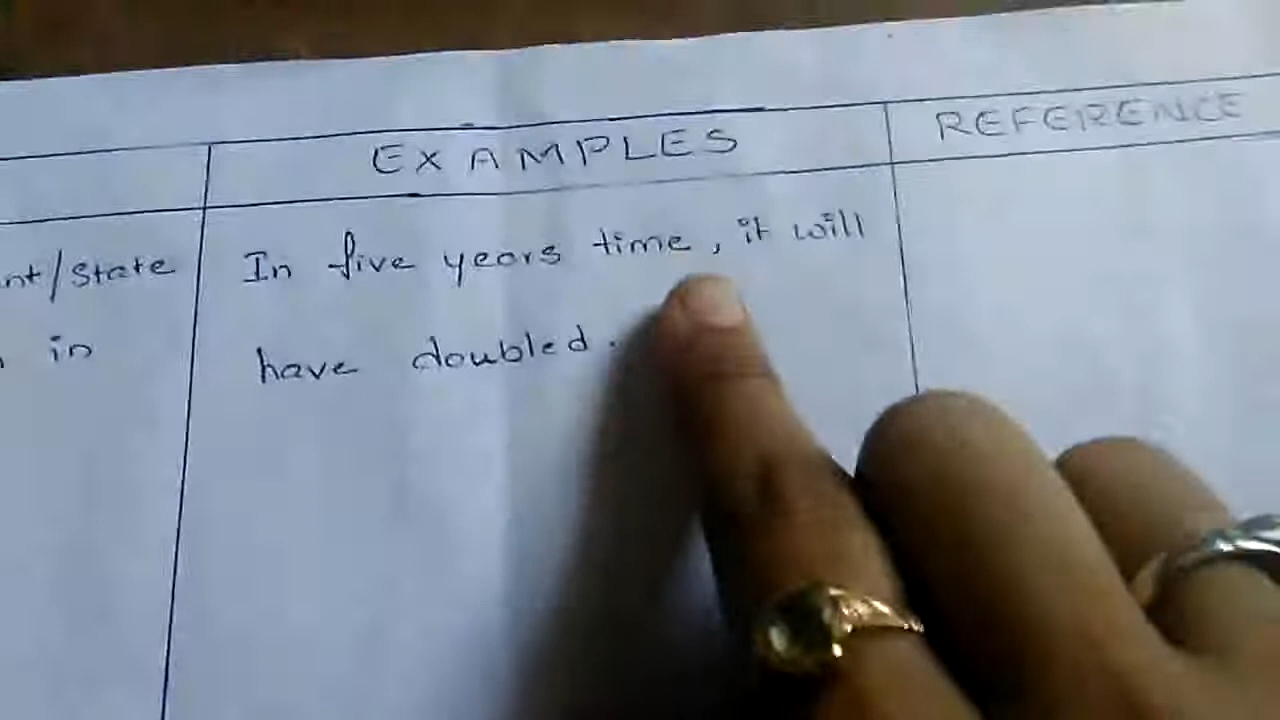 EXAMPLES
REFERENCE
nt/State
in
In five years time, it will
have doubled.